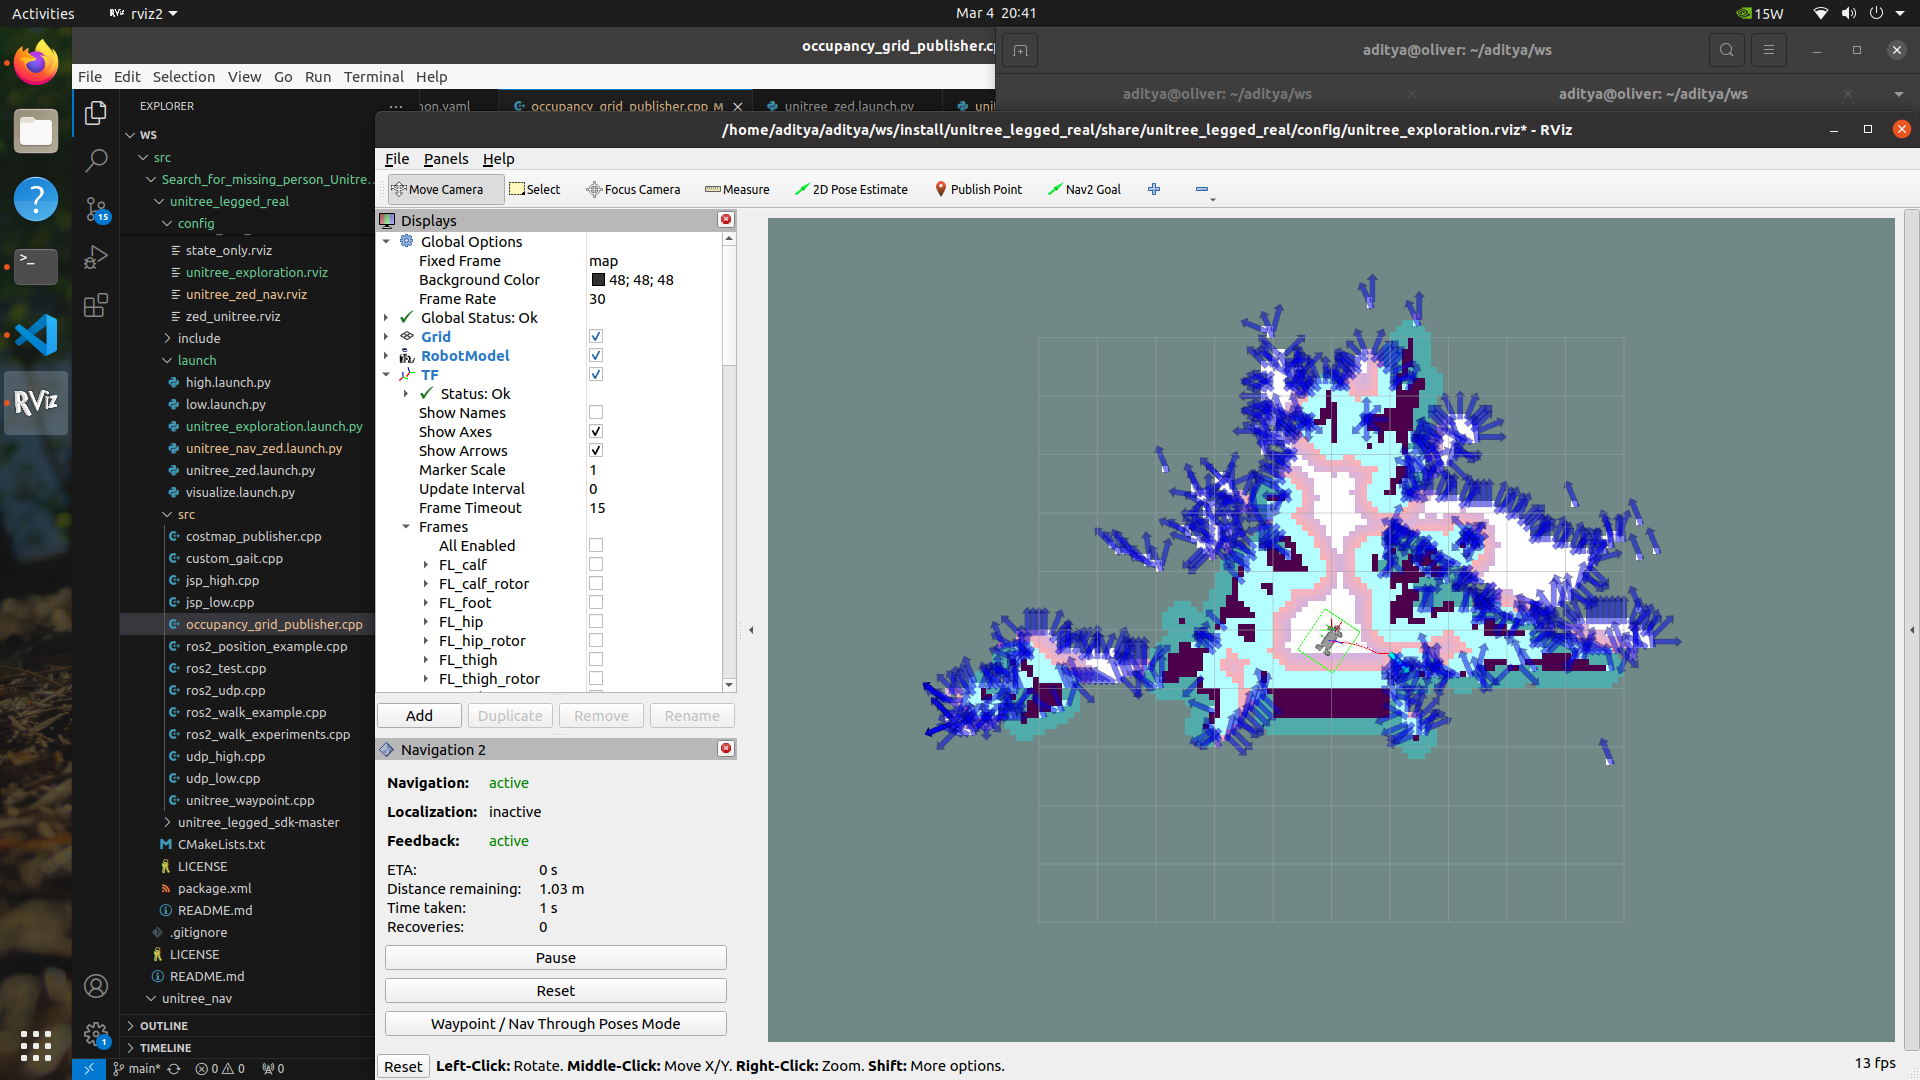 Activities
rviz2
Mar 4 20:41
15W
occupancy_grid_publisher.c
aditya@oliver: ~/aditya/ws
File Edit Selection View Go Run Terminal Help
aditya@oliver: ~/aditya/ws
aditya@oliver: ~/aditya/ws
EXPLORER
occupancy_grid_publisher.cpp M
unitree_zed.launch.py
/home/aditya/aditya/ws/install/unitree_legged_real/share/unitree_legged_real/config/unitree_exploration.rviz* - RViz
File Panels Help
Move Camera
Select
Focus Camera
Measure
2D Pose Estimate
Publish Point
Nav2 Goal
WS
src
Search_for_missing_person_Unitre...
unitree_legged_real
config
state_only.rviz
unitree_exploration.rviz
unitree_zed_nav.rviz
zed_unitree.rviz
include
launch
high.launch.py
low.launch.py
unitree_exploration.launch.py
unitree_nav_zed.launch.py
unitree_zed.launch.py
visualize.launch.py
src
costmap_publisher.cpp
custom_gait.cpp
jsp_high.cpp
jsp_low.cpp
occupancy_grid_publisher.cpp
ros2_position_example.cpp
ros2_test.cpp
ros2_udp.cpp
ros2_walk_example.cpp
ros2_walk_experiments.cpp
udp_high.cpp
udp_low.cpp
unitree_waypoint.cpp
unitree_legged_sdk-master
CMakeLists.txt
LICENSE
package.xml
README.md
.gitignore
LICENSE
README.md
unitree_nav
OUTLINE
TIMELINE
15
1
RViz
main*
0
0
0
Displays
Global Options
Fixed Frame map
Background Color 48; 48; 48
Frame Rate 30
Global Status: Ok
Grid
RobotModel
TF
Status: Ok
Show Names
Show Axes
Show Arrows
Marker Scale 1
Update Interval 0
Frame Timeout 15
Frames
All Enabled
FL_calf
FL_calf_rotor
FL_foot
FL_hip
FL_hip_rotor
FL_thigh
FL_thigh_rotor
Add
Duplicate
Remove
Rename
Navigation 2
Navigation: active
Localization: inactive
Feedback: active
ETA: 0 s
Distance remaining: 1.03 m
Time taken: 1 s
Recoveries: 0
Pause
Reset
Waypoint / Nav Through Poses Mode
Reset
Left-Click: Rotate. Middle-Click: Move X/Y. Right-Click: Zoom. Shift: More options.
13 fps